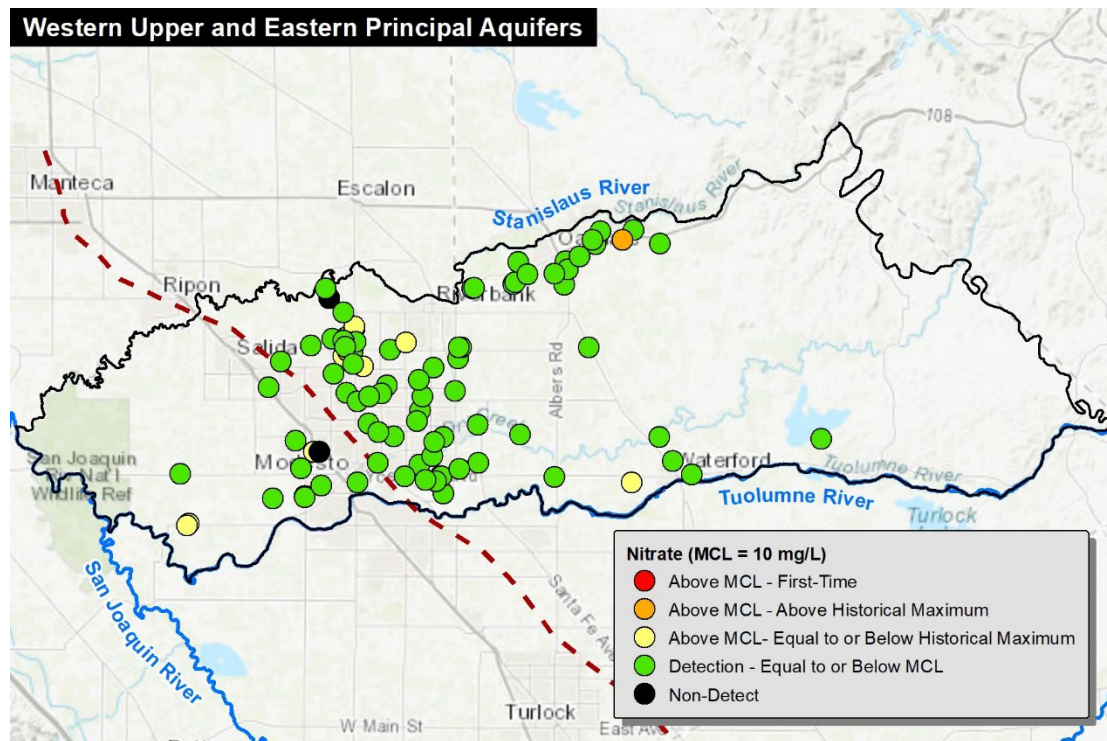 Western Upper and Eastern Principal Aquifers
108
Manteca
Escalon
Stanislaus River
Stanislaus River
Ripon
Riverbank
Salida
Albers Rd
Creek
Modesto
San Joaquin
Riv Nat'l
Wildlife Ref
Waterford
Tuolumne River
Tuolumne River
Turlock
San Joaquin River
Santa Fe Ave
W Main St
Turlock
East Ave
Nitrate (MCL = 10 mg/L)
Above MCL - First-Time
Above MCL - Above Historical Maximum
Above MCL- Equal to or Below Historical Maximum
Detection - Equal to or Below MCL
Non-Detect